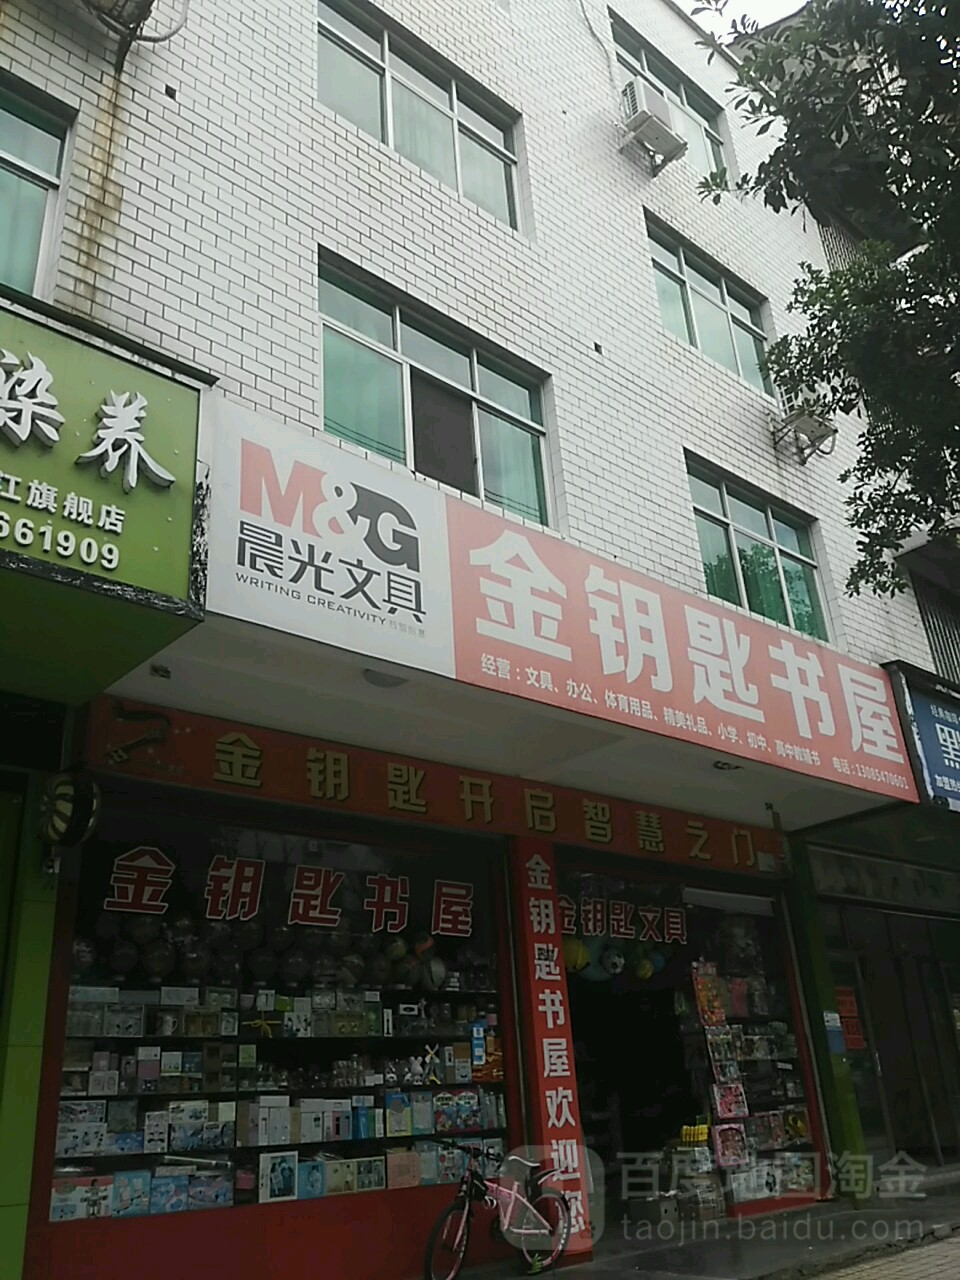 染养
江旗舰店
661909
M&G
晨光文具
WRITING CREATIVITY
金钥匙书屋
经营：文具、办公、体育用品、精美礼品、小学、初中、高中教辅书
电话：13085470601
金钥匙开启智慧之门
金钥匙书屋
金钥匙文具
金钥匙书屋欢迎您
百度地图淘金
taojin.baidu.com